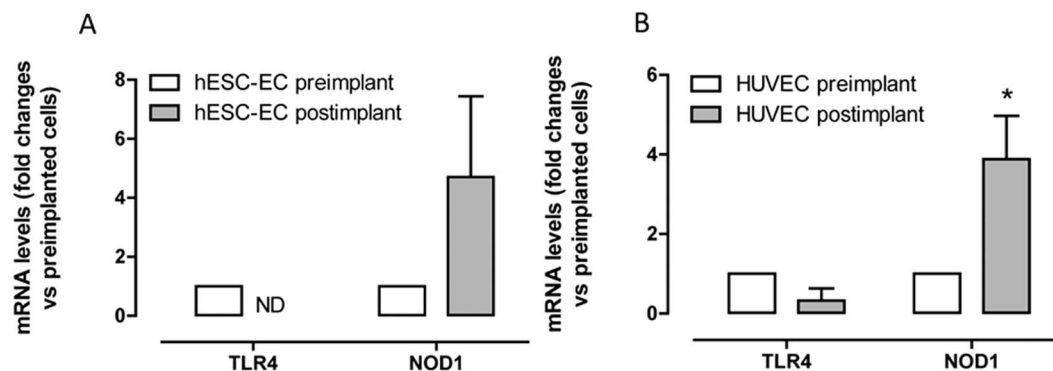 A
mRNA levels (fold changes
vs preimplanted cells)
8
6
4
2
0
hESC-EC preimplant
hESC-EC postimplant
ND
TLR4
NOD1
B
mRNA levels (fold changes
vs preimplanted cells)
6
4
2
0
HUVEC preimplant
HUVEC postimplant
*
TLR4
NOD1